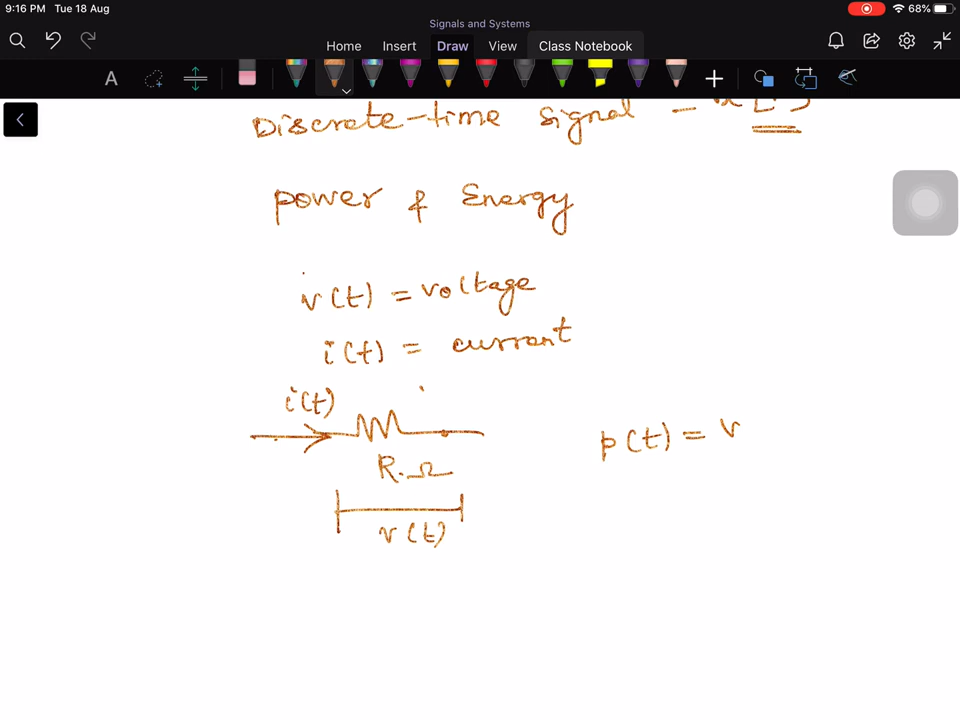 9:16 PM Tue 18 Aug
68%
Signals and Systems
Home Insert Draw View Class Notebook
A
Discrete-time signal -
power & Energy
v(t) = voltage
i(t) = current
i(t)
R.Ω
v(t)
p(t) = v